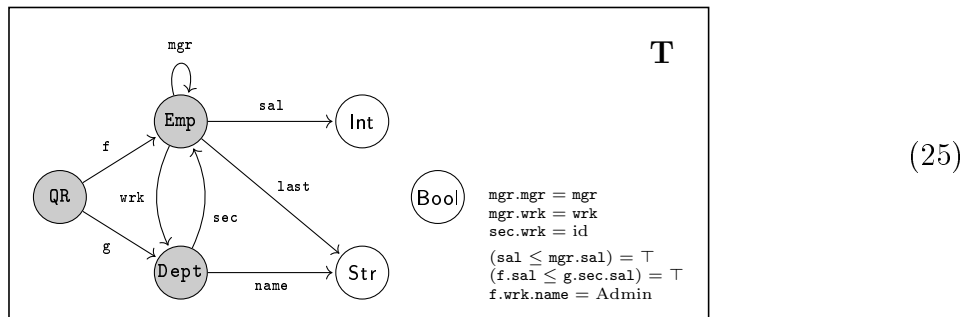 mgr
T
Emp
sal
Int
f
last
QR
wrk
sec
Bool
g
Dept
name
Str
mgr.mgr = mgr
mgr.wrk = wrk
sec.wrk = id
(sal ≤ mgr.sal) = ⊤
(f.sal ≤ g.sec.sal) = ⊤
f.wrk.name = Admin
(25)